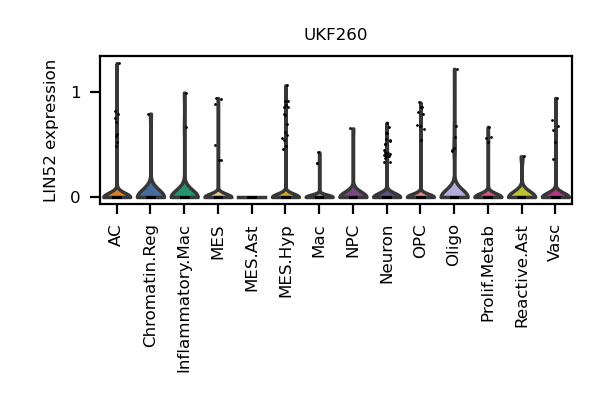 UKF260
LIN52 expression
1
0
AC
Chromatin.Reg
Inflammatory.Mac
MES
MES.Ast
MES.Hyp
Mac
NPC
Neuron
OPC
Oligo
Prolif.Metab
Reactive.Ast
Vasc